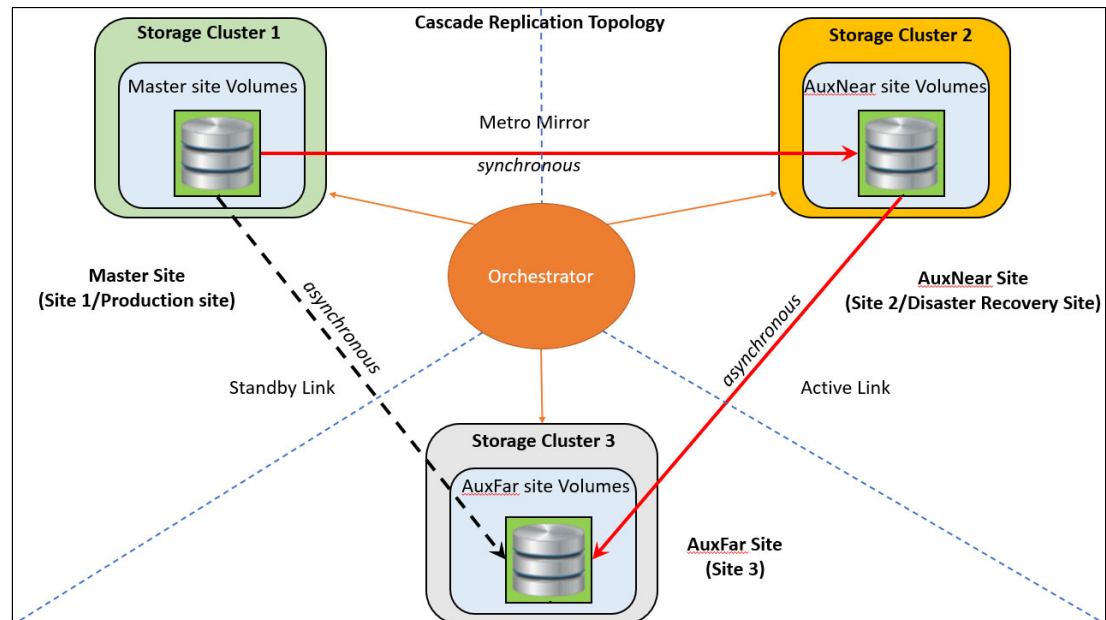 Cascade Replication Topology
Storage Cluster 1
Master site Volumes
Storage Cluster 2
AuxNear site Volumes
Metro Mirror
synchronous
Orchestrator
Master Site
(Site 1/Production site)
AuxNear Site
(Site 2/Disaster Recovery Site)
asynchronous
asynchronous
Standby Link
Active Link
Storage Cluster 3
AuxFar site Volumes
AuxFar Site
(Site 3)